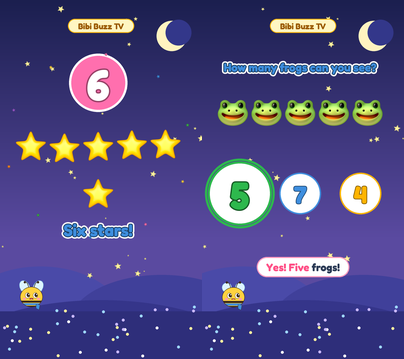 Bibi Buzz TV
6
Six stars!
Bibi Buzz TV
How many frogs can you see?
5 7 4
Yes! Five frogs!